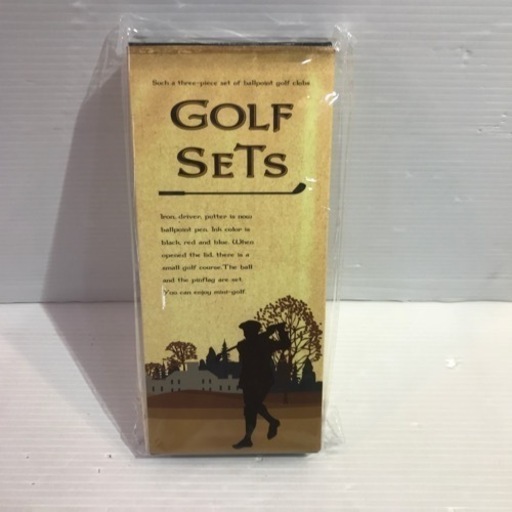 Such a three-piece set of ballpoint golf clubs
GOLF
SETS
Iron, driver, potter is now
ballpoint pen. Ink color is
black, red and blue. When
opened the lid, there is a
small golf course. The ball
and the pinflag are set.
You can enjoy mini-golf.